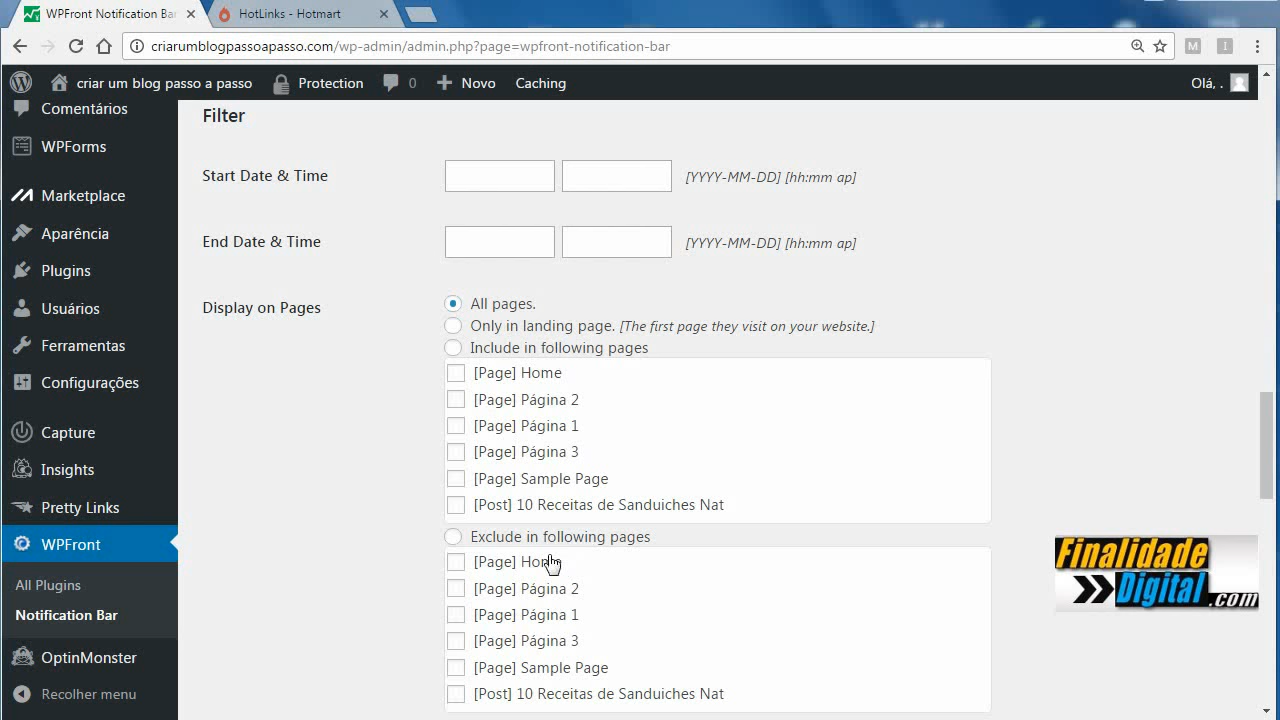 WPFront Notification Bar
HotLinks - Hotmart
criarumblogpassoapasso.com/wp-admin/admin.php?page=wpfront-notification-bar
M
I
criar um blog passo a passo
Protection
0
Novo
Caching
Olá, .
Comentários
WPForms
Marketplace
Aparência
Plugins
Usuários
Ferramentas
Configurações
Capture
Insights
Pretty Links
WPFront
All Plugins
Notification Bar
OptinMonster
Recolher menu
Filter
Start Date & Time
[YYYY-MM-DD] [hh:mm ap]
End Date & Time
[YYYY-MM-DD] [hh:mm ap]
Display on Pages
All pages.
Only in landing page. [The first page they visit on your website.]
Include in following pages
[Page] Home
[Page] Página 2
[Page] Página 1
[Page] Página 3
[Page] Sample Page
[Post] 10 Receitas de Sanduiches Nat
Exclude in following pages
[Page] Home
[Page] Página 2
[Page] Página 1
[Page] Página 3
[Page] Sample Page
[Post] 10 Receitas de Sanduiches Nat
Finalidade
Digital.com